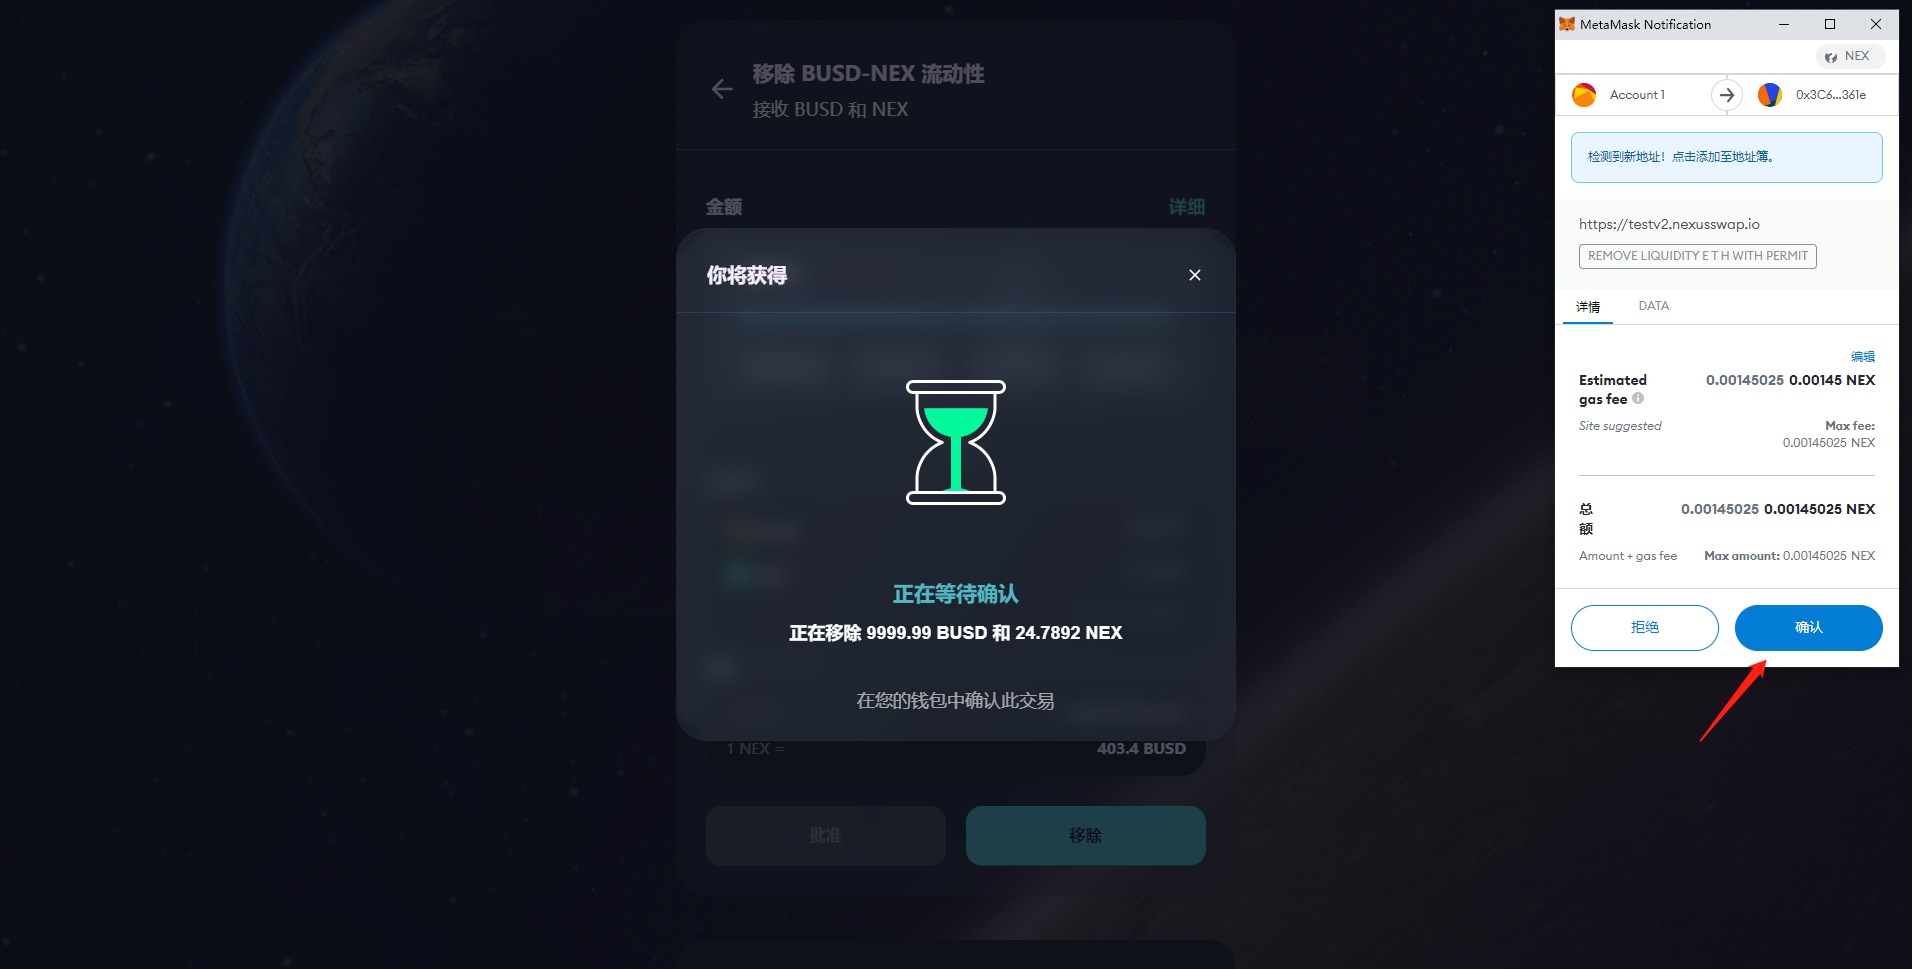 移除 BUSD-NEX 流动性
接收 BUSD 和 NEX
金额
详细
你将获得
正在等待确认
正在移除 9999.99 BUSD 和 24.7892 NEX
在您的钱包中确认此交易
1 NEX =
403.4 BUSD
批准
移除
MetaMask Notification
NEX
Account 1
0x3C6...361e
检测到新地址！点击添加至地址簿。
https://testv2.nexusswap.io
REMOVE LIQUIDITY E T H WITH PERMIT
详情
DATA
编辑
Estimated
gas fee
0.00145025 0.00145 NEX
Site suggested
Max fee:
0.00145025 NEX
总
额
0.00145025 0.00145025 NEX
Amount + gas fee
Max amount: 0.00145025 NEX
拒绝
确认